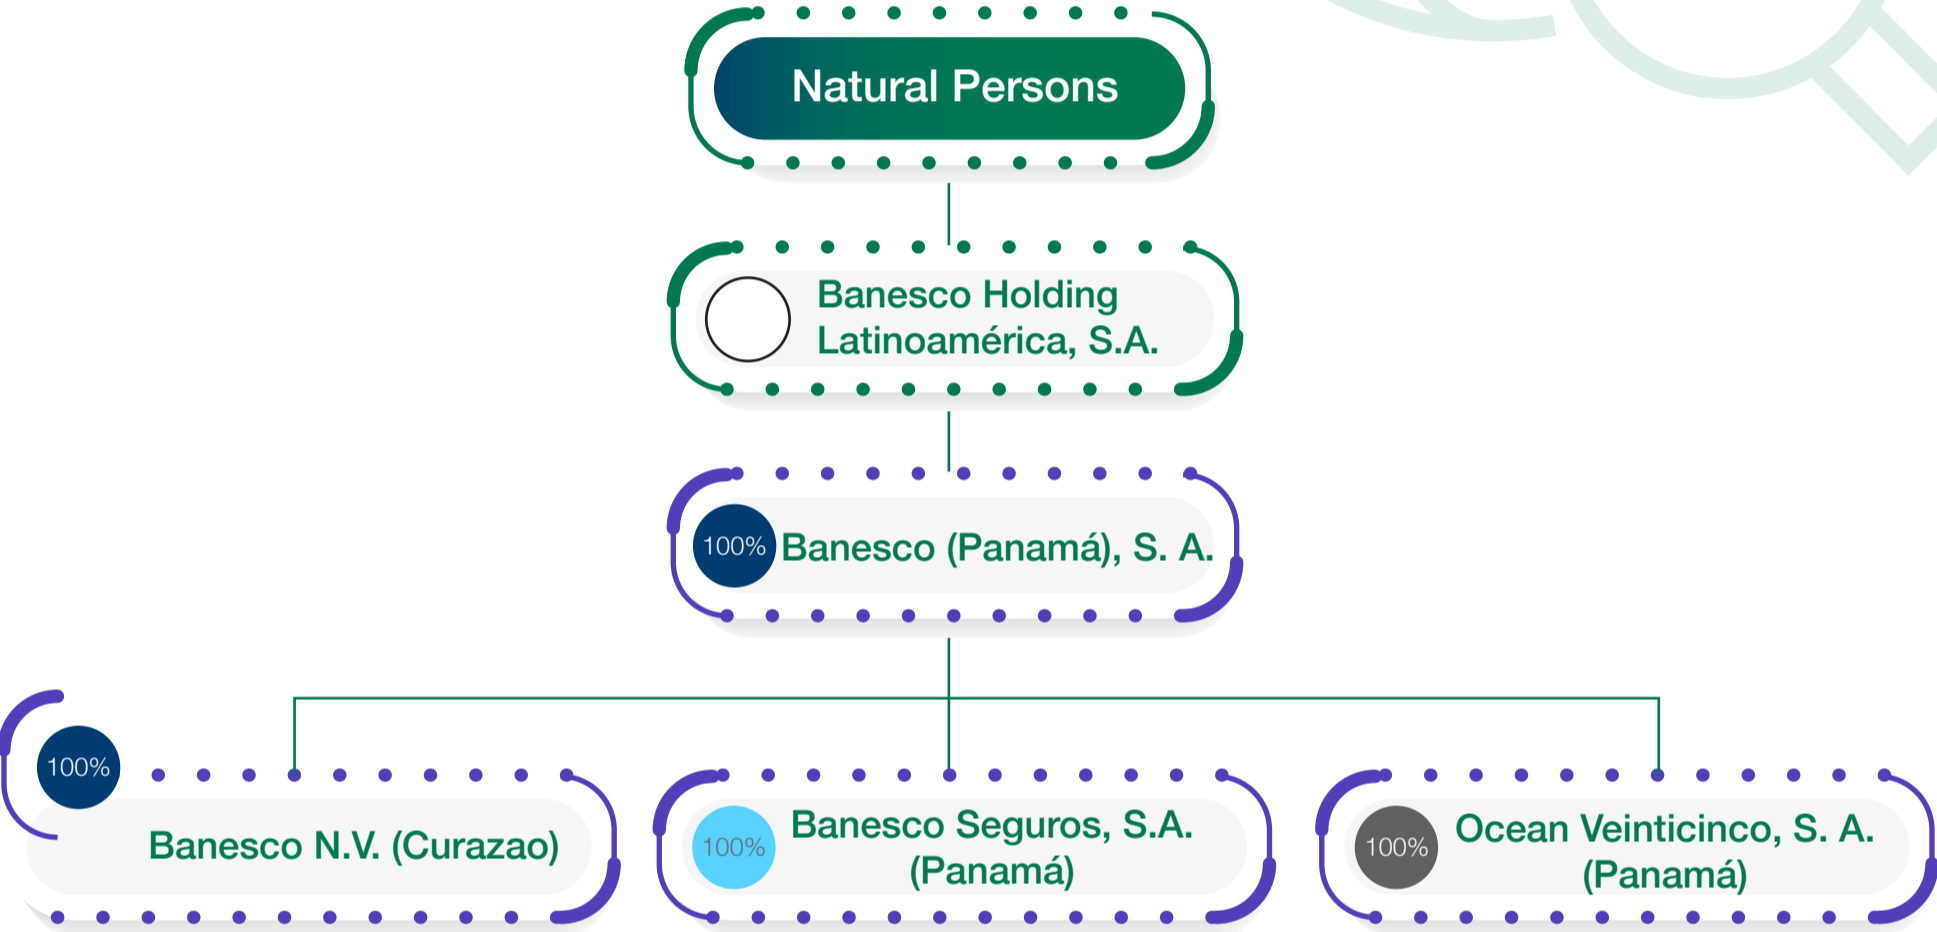 Natural Persons
Banesco Holding
Latinoamérica, S.A.
100%
Banesco (Panamá), S. A.
100%
Banesco N.V. (Curazao)
100%
Banesco Seguros, S.A.
(Panamá)
100%
Ocean Veinticinco, S. A.
(Panamá)